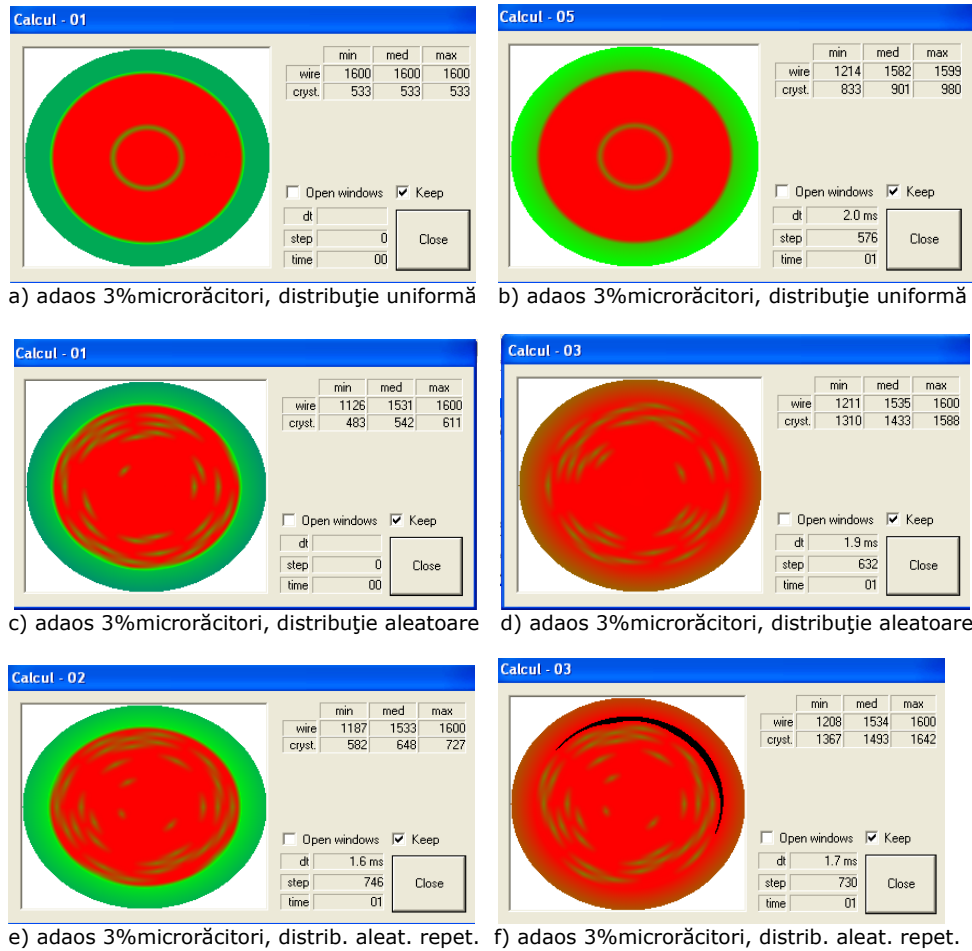 Calcul - 01
min med max
wire 1600 1600 1600
cryst. 533 533 533
Open windows Keep
dt
step 0
time 00
Close
a) adaos 3%microrăcitori, distribuţie uniformă
Calcul - 05
min med max
wire 1214 1582 1599
cryst. 833 901 980
Open windows Keep
dt 2.0 ms
step 576
time 01
Close
b) adaos 3%microrăcitori, distribuţie uniformă
Calcul - 01
min med max
wire 1126 1531 1600
cryst. 483 542 611
Open windows Keep
dt
step 0
time 00
Close
c) adaos 3%microrăcitori, distribuţie aleatoare
Calcul - 03
min med max
wire 1211 1535 1600
cryst. 1310 1433 1588
Open windows Keep
dt 1.9 ms
step 632
time 01
Close
d) adaos 3%microrăcitori, distribuţie aleatoare
Calcul - 02
min med max
wire 1187 1533 1600
cryst. 582 648 727
Open windows Keep
dt 1.6 ms
step 746
time 01
Close
e) adaos 3%microrăcitori, distrib. aleat. repet.
Calcul - 03
min med max
wire 1208 1534 1600
cryst. 1367 1493 1642
Open windows Keep
dt 1.7 ms
step 730
time 01
Close
f) adaos 3%microrăcitori, distrib. aleat. repet.